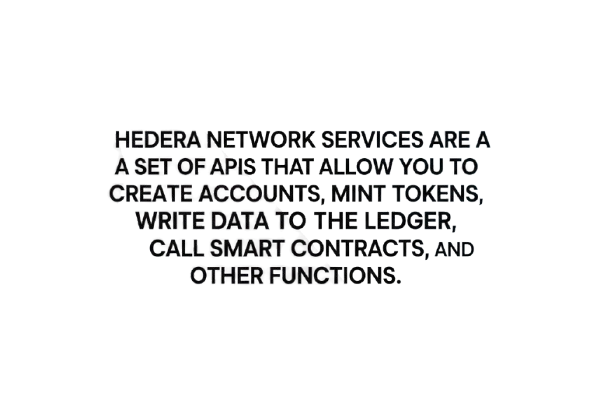 HEDERA NETWORK SERVICES ARE A
A SET OF APIS THAT ALLOW YOU TO
CREATE ACCOUNTS, MINT TOKENS,
WRITE DATA TO THE LEDGER,
CALL SMART CONTRACTS, AND
OTHER FUNCTIONS.